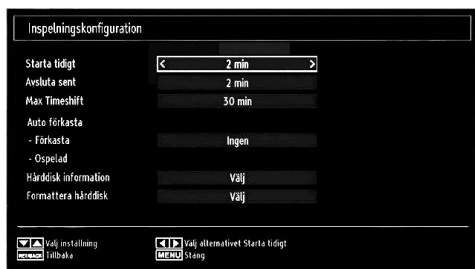 Inspelningskonfiguration
Starta tidigt < 2 min >
Avsluta sent 2 min
Max Timeshift 30 min
Auto förkasta
- Förkasta Ingen
- Ospelad
Hårddisk information Välj
Formattera hårddisk Välj
Välj inställning Välj alternativet Starta tidigt
Tillbaka MENU Stäng